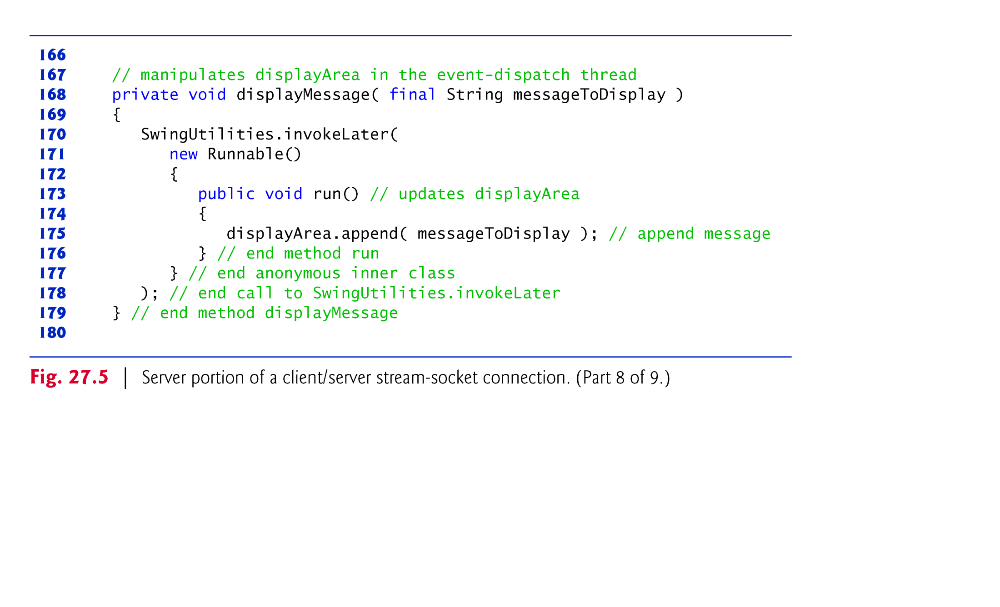 166
167 // manipulates displayArea in the event-dispatch thread
168 private void displayMessage( final String messageToDisplay )
169 {
170 SwingUtilities.invokeLater(
171 new Runnable()
172 {
173 public void run() // updates displayArea
174 {
175 displayArea.append( messageToDisplay ); // append message
176 } // end method run
177 } // end anonymous inner class
178 ); // end call to SwingUtilities.invokeLater
179 } // end method displayMessage
180
Fig. 27.5 | Server portion of a client/server stream-socket connection. (Part 8 of 9.)